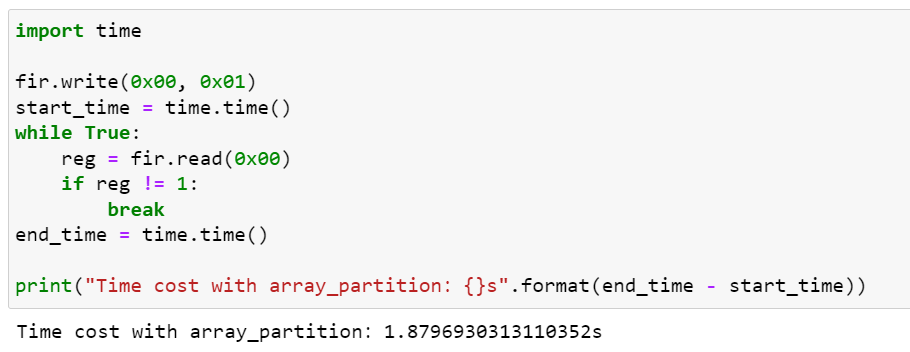 import time

fir.write(0x00, 0x01)
start_time = time.time()
while True:
    reg = fir.read(0x00)
    if reg != 1:
        break
end_time = time.time()

print("Time cost with array_partition: {}s".format(end_time - start_time))
Time cost with array_partition: 1.8796930313110352s